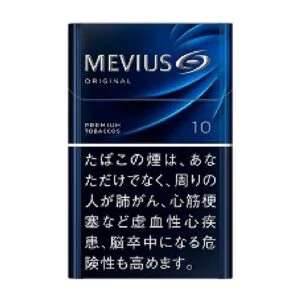 MEVIUS
ORIGINAL
PREMIUM
TOBACCOS
10
たばこの煙は、あな
ただけでなく、周りの
人が肺がん、心筋梗
塞など虚血性心疾
患、脳卒中になる危
険性も高めます。